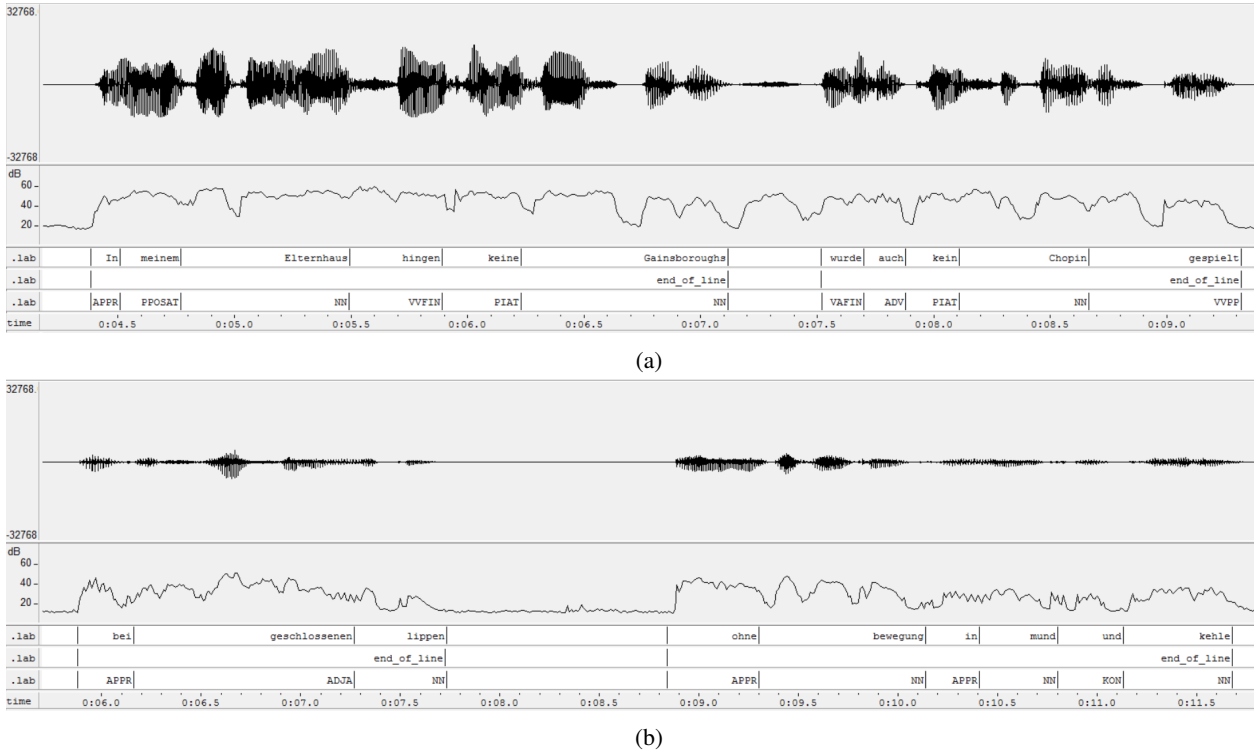 32768.
-32768
dB
60
40
20
.lab In meinem Elternhaus hingen keine Gainsboroughs wurde auch kein Chopin gespielt
.lab end_of_line end_of_line
.lab APPR PPOSAT NN VVFIN PIAT NN VAFIN ADV PIAT NN VVPP
time 0:04.5 0:05.0 0:05.5 0:06.0 0:06.5 0:07.0 0:07.5 0:08.0 0:08.5 0:09.0
(a)
32768.
-32768
dB
60
40
20
.lab bei geschlossenen lippen ohne bewegung in mund und kehle
.lab end_of_line end_of_line
.lab APPR ADJA NN APPR NN APPR NN KON NN
time 0:06.0 0:06.5 0:07.0 0:07.5 0:08.0 0:08.5 0:09.0 0:09.5 0:10.0 0:10.5 0:11.0 0:11.5
(b)